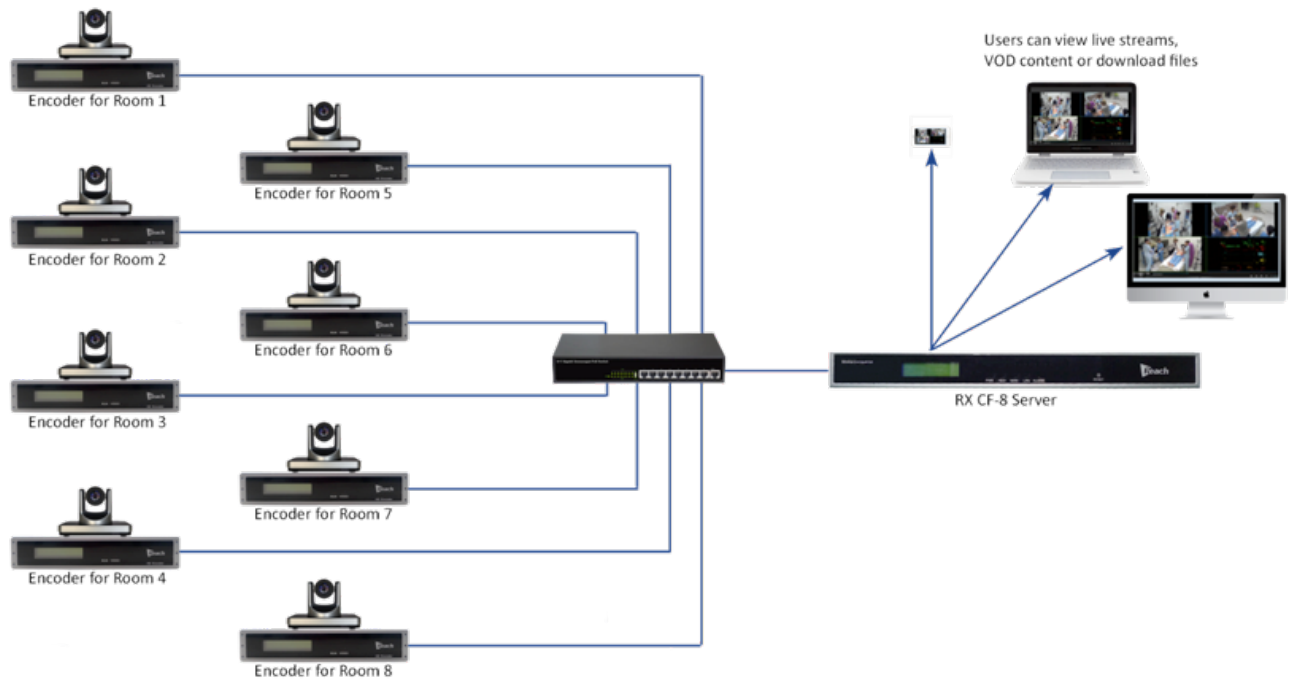 Users can view live streams,
VOD content or download files
Encoder for Room 1
Encoder for Room 5
Encoder for Room 2
Encoder for Room 6
Encoder for Room 3
RX CF-8 Server
Encoder for Room 7
Encoder for Room 4
Encoder for Room 8
Reach